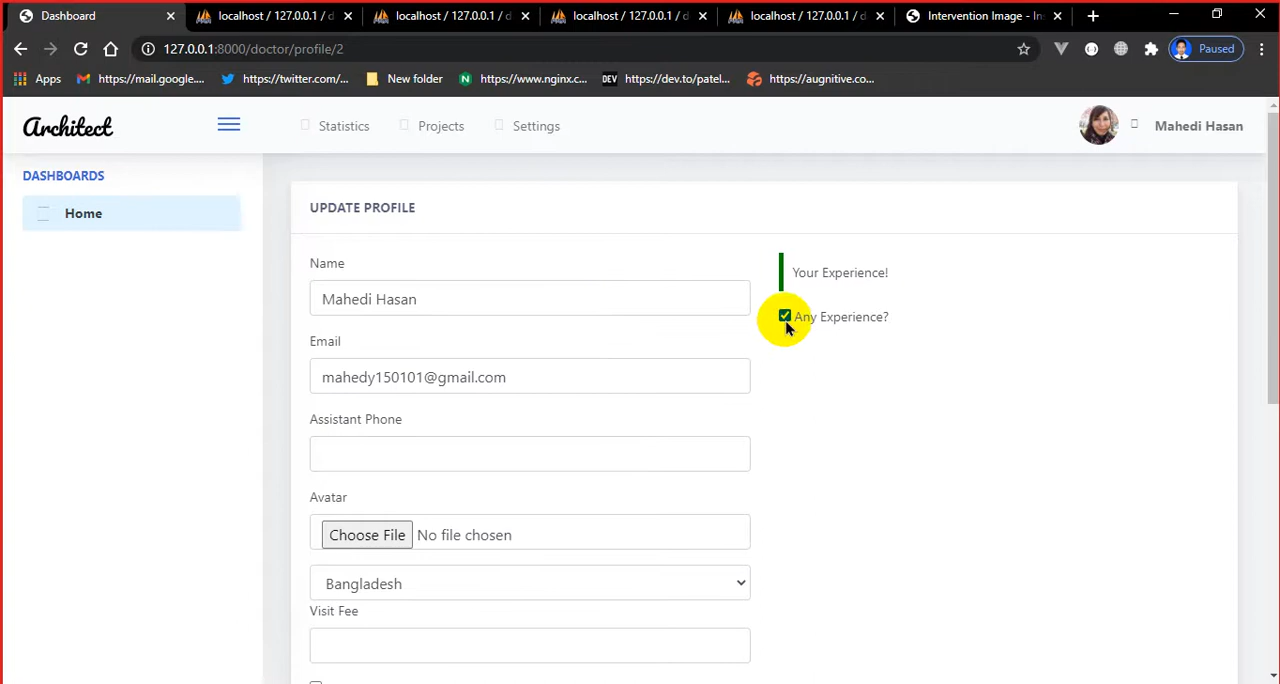 Dashboard
localhost / 127.0.0.1 / d
localhost / 127.0.0.1 / d
localhost / 127.0.0.1 / d
localhost / 127.0.0.1 / d
Intervention Image - In
127.0.0.1:8000/doctor/profile/2
Paused
Apps
https://mail.google....
https://twitter.com/...
New folder
https://www.nginx.c...
DEV
https://dev.to/patel...
https://augnitive.co...
Architect
Statistics
Projects
Settings
Mahedi Hasan
DASHBOARDS
Home
UPDATE PROFILE
Name
Mahedi Hasan
Your Experience!
Any Experience?
Email
mahedy150101@gmail.com
Assistant Phone
Avatar
Choose File No file chosen
Bangladesh
Visit Fee